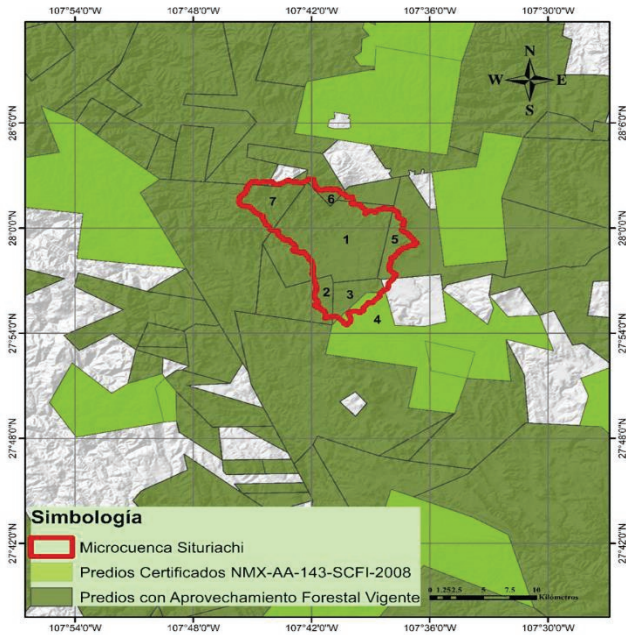 107°54'0"W 107°48'0"W 107°42'0"W 107°36'0"W 107°30'0"W
N
W E
S
28°6'0"N 28°6'0"N
7
6
28°0'0"N 28°0'0"N
1
5
2
3
4
27°54'0"N 27°54'0"N
27°48'0"N 27°48'0"N
Simbología
27°42'0"N 27°42'0"N
Microcuenca Situriachi
Predios Certificados NMX-AA-143-SCFI-2008
Predios con Aprovechamiento Forestal Vigente
0 1.25 2.5 5 7.5 10
Kilómetros
107°54'0"W 107°48'0"W 107°42'0"W 107°36'0"W 107°30'0"W